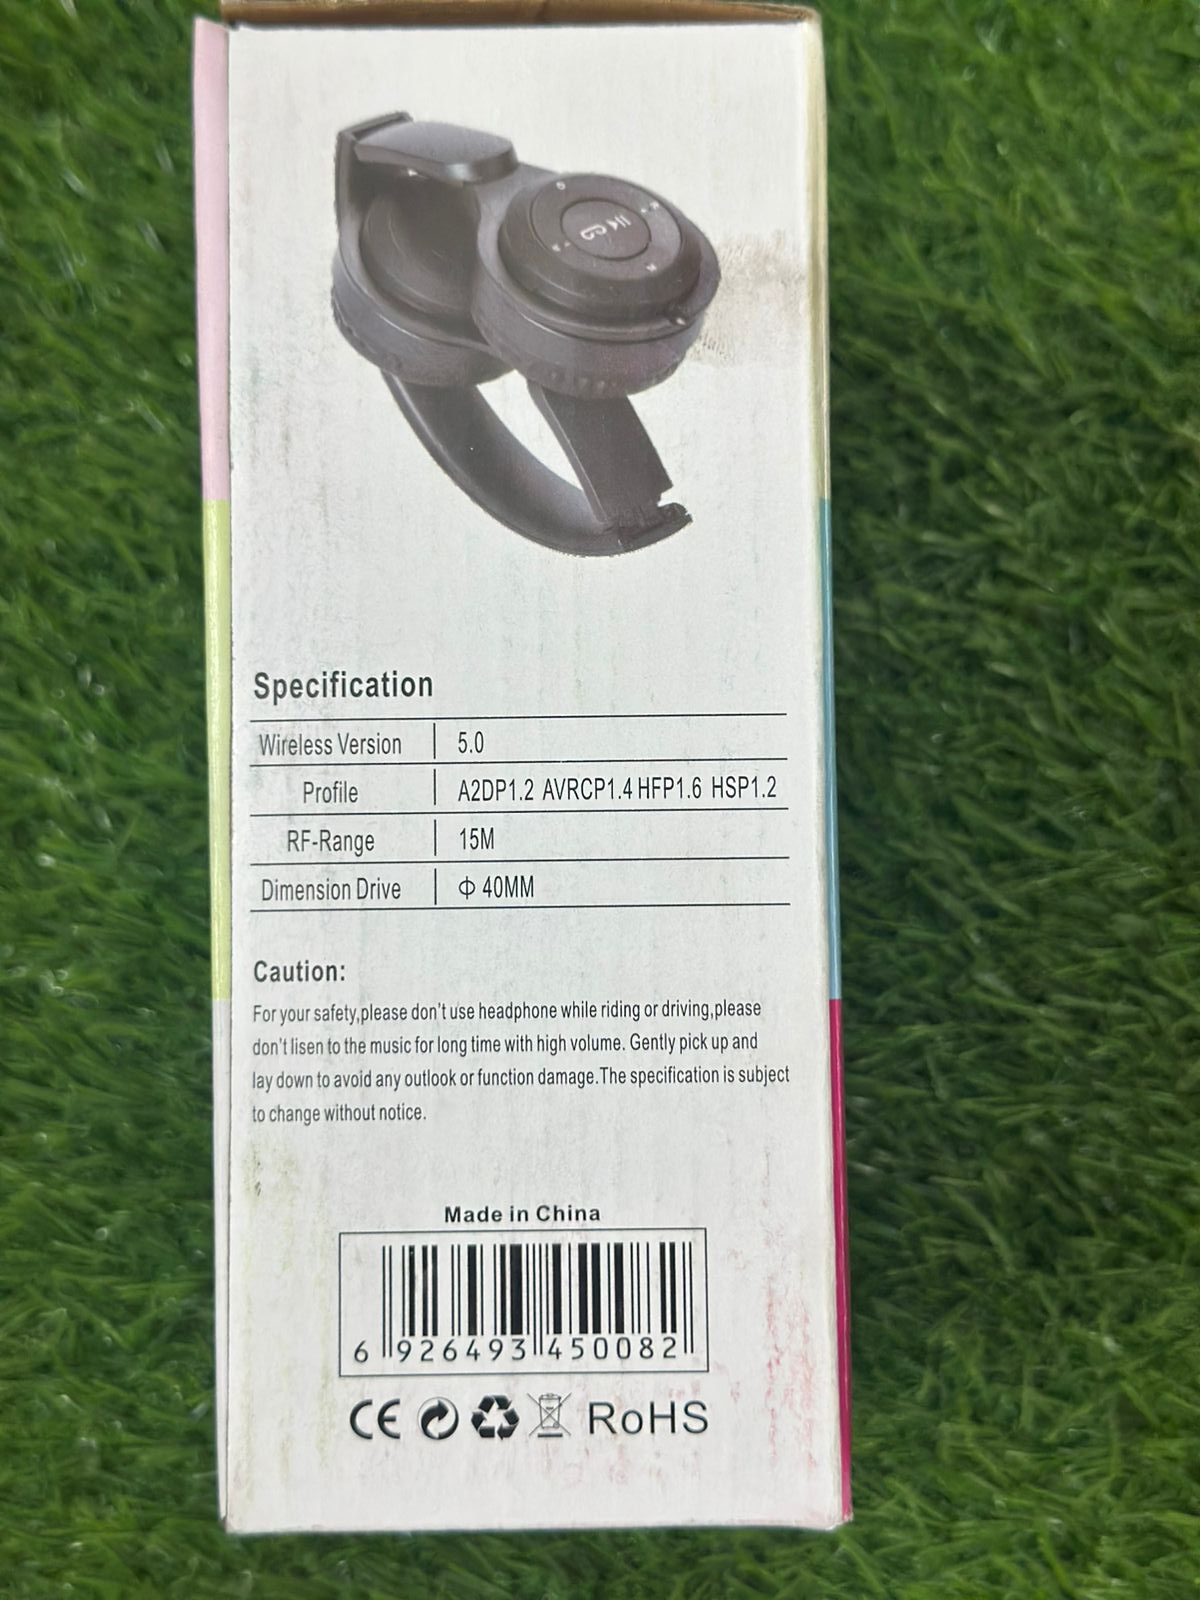 Specification
Wireless Version 5.0
Profile A2DP1.2 AVRCP1.4 HFP1.6 HSP1.2
RF-Range 15M
Dimension Drive Φ 40MM
Caution:
For your safety,please don't use headphone while riding or driving,please
don't lisen to the music for long time with high volume. Gently pick up and
lay down to avoid any outlook or function damage.The specification is subject
to change without notice.
Made in China
6 926493 450082
CE RoHS